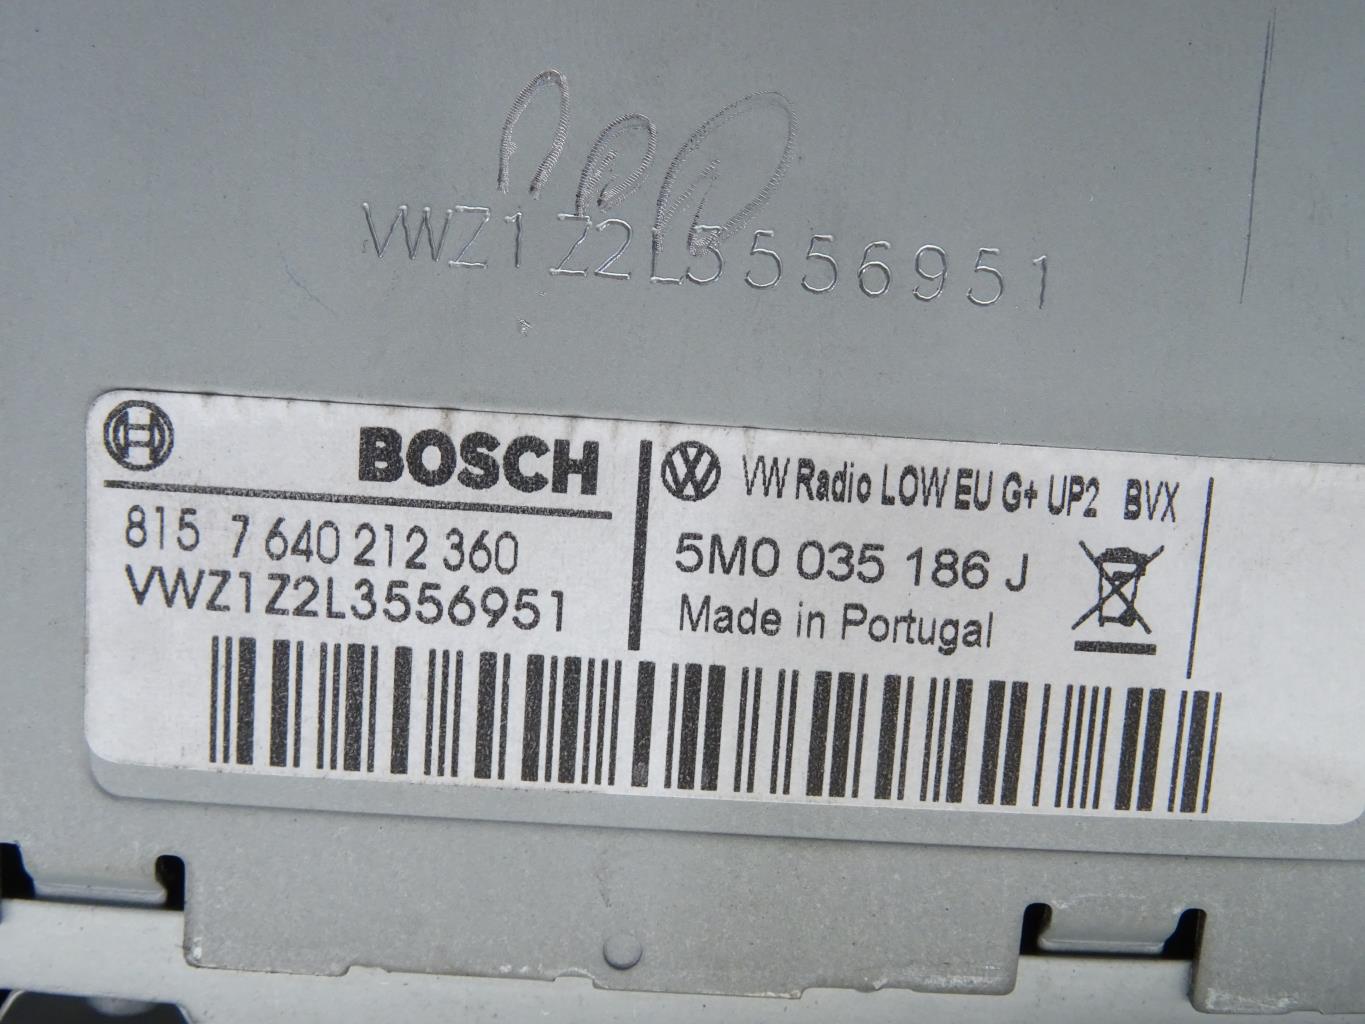 VWZ1Z2L3556951
BOSCH
815 7 640 212 360
VWZ1Z2L3556951
VW Radio LOW EU G+ UP2 BVX
5M0 035 186 J
Made in Portugal